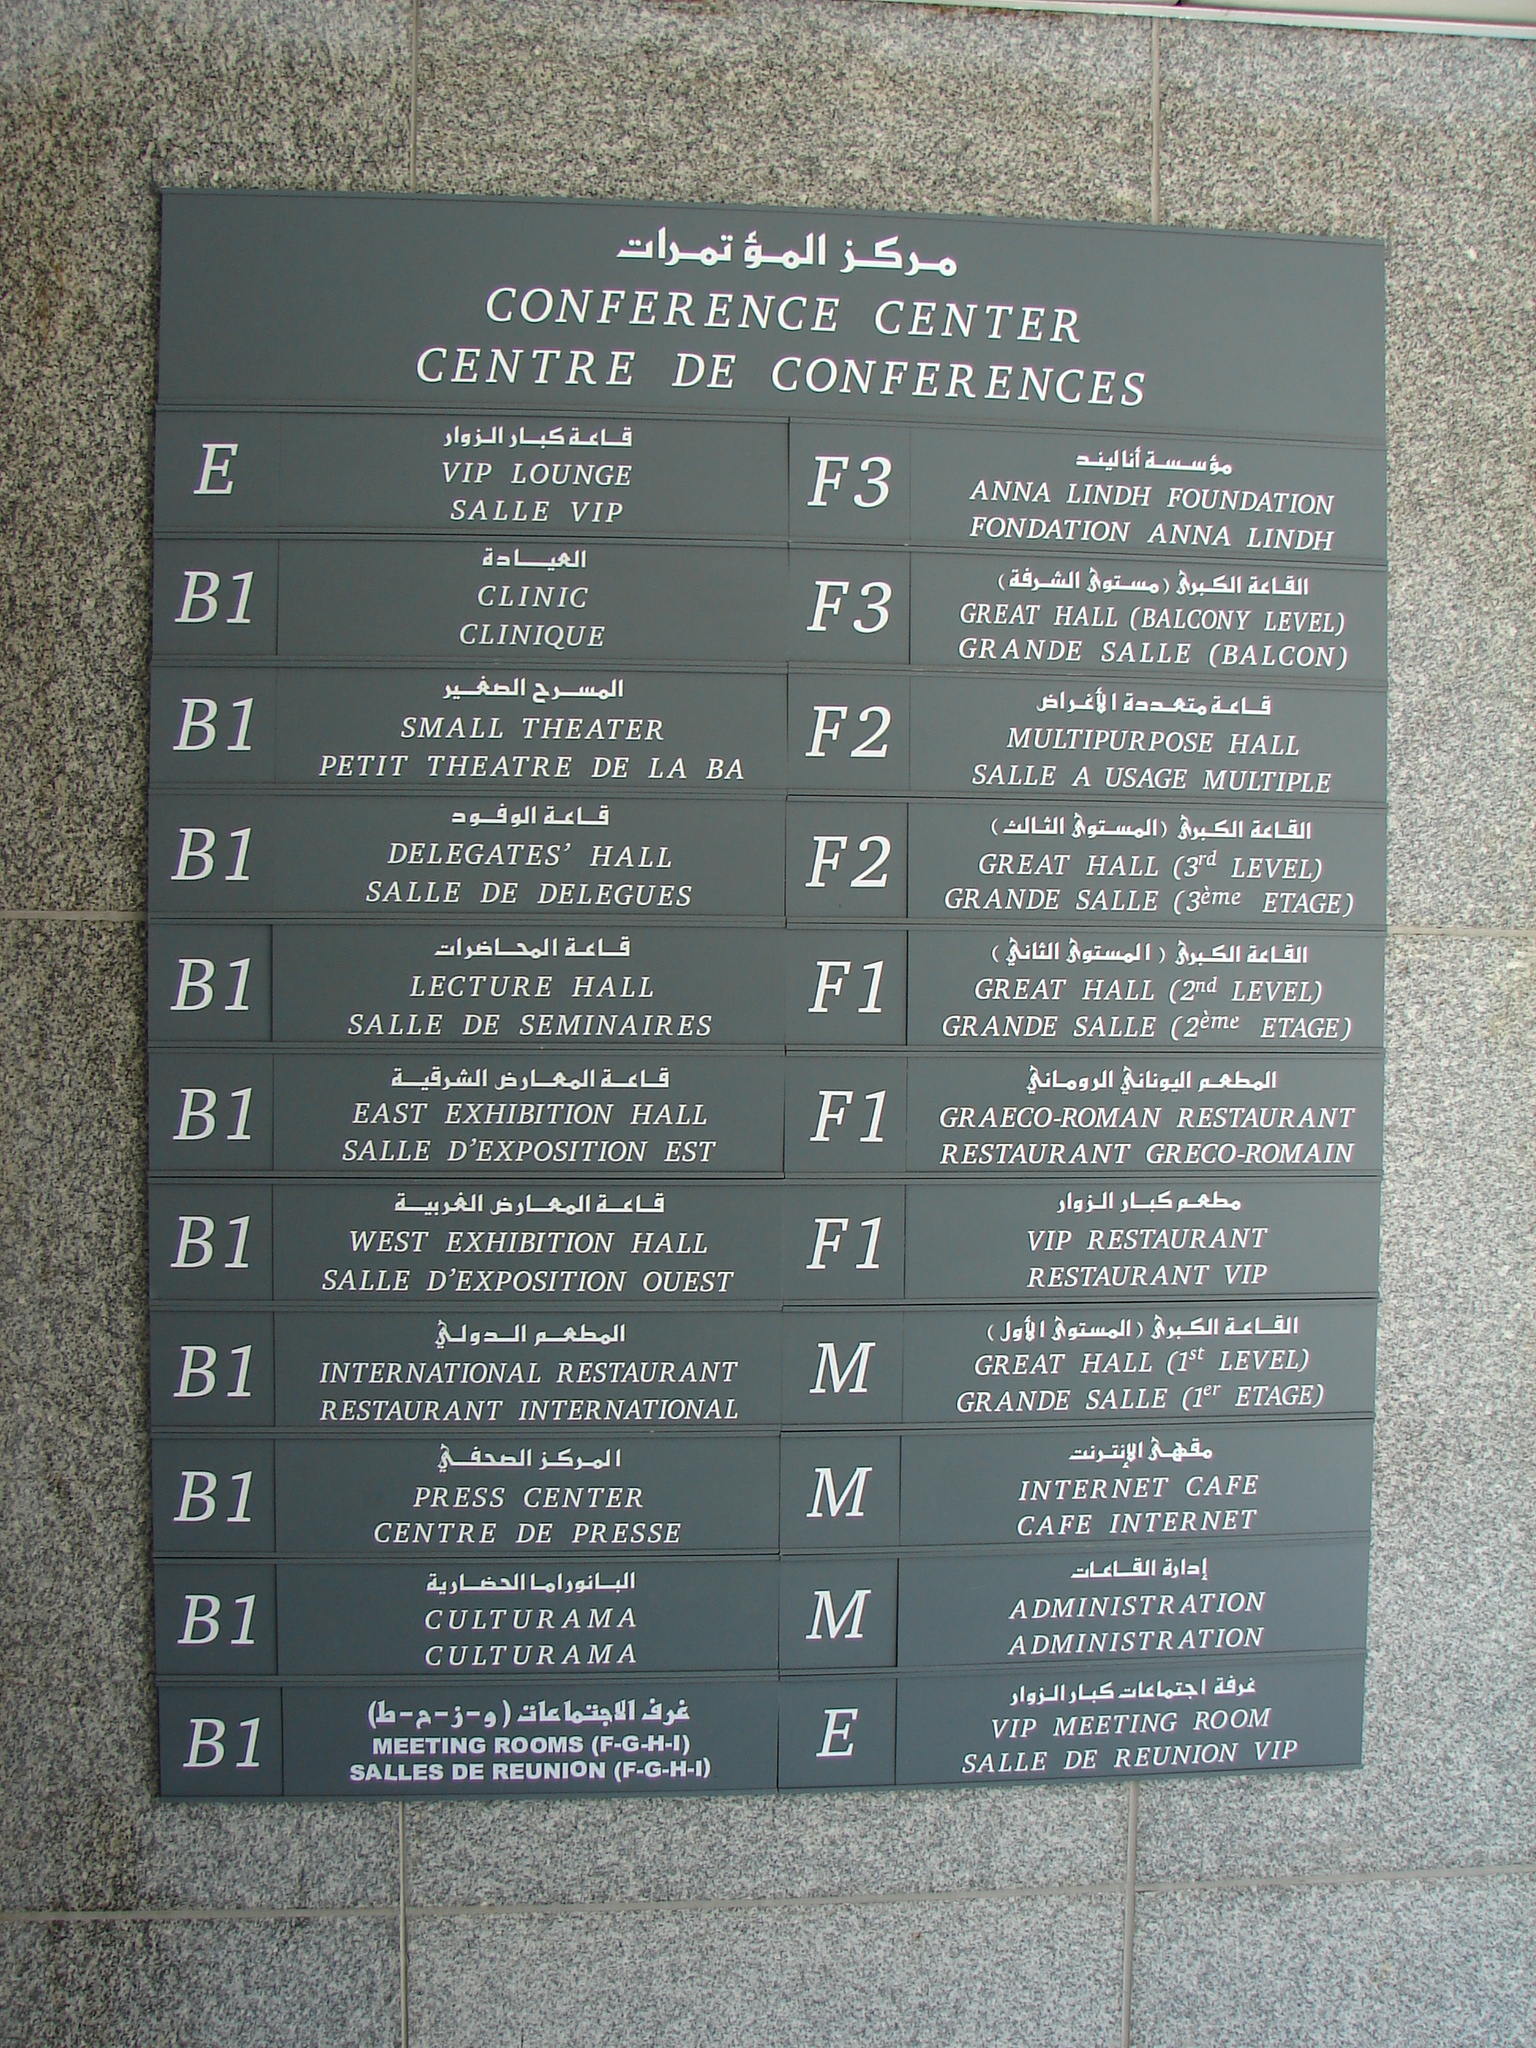 مركز المؤتمرات
CONFERENCE CENTER
CENTRE DE CONFERENCES
E
قاعة كبار الزوار
VIP LOUNGE
SALLE VIP
B1
العيادة
CLINIC
CLINIQUE
B1
المسرح الصغير
SMALL THEATER
PETIT THEATRE DE LA BA
B1
قاعة الوفود
DELEGATES' HALL
SALLE DE DELEGUES
B1
قاعة المحاضرات
LECTURE HALL
SALLE DE SEMINAIRES
B1
قاعة المعارض الشرقية
EAST EXHIBITION HALL
SALLE D'EXPOSITION EST
B1
قاعة المعارض الغربية
WEST EXHIBITION HALL
SALLE D'EXPOSITION OUEST
B1
المطعم الدولي
INTERNATIONAL RESTAURANT
RESTAURANT INTERNATIONAL
B1
المركز الصحفي
PRESS CENTER
CENTRE DE PRESSE
B1
البانوراما الحضارية
CULTURAMA
CULTURAMA
B1
غرف الاجتماعات (و-ز-ح-ط)
MEETING ROOMS (F-G-H-I)
SALLES DE REUNION (F-G-H-I)
F3
مؤسسة أنا ليند
ANNA LINDH FOUNDATION
FONDATION ANNA LINDH
F3
القاعة الكبرى (مستوى الشرفة)
GREAT HALL (BALCONY LEVEL)
GRANDE SALLE (BALCON)
F2
قاعة متعددة الأغراض
MULTIPURPOSE HALL
SALLE A USAGE MULTIPLE
F2
القاعة الكبرى (المستوى الثالث)
GREAT HALL (3rd LEVEL)
GRANDE SALLE (3ème ETAGE)
F1
القاعة الكبرى (المستوى الثاني)
GREAT HALL (2nd LEVEL)
GRANDE SALLE (2ème ETAGE)
F1
المطعم اليوناني الروماني
GRAECO-ROMAN RESTAURANT
RESTAURANT GRECO-ROMAIN
F1
مطعم كبار الزوار
VIP RESTAURANT
RESTAURANT VIP
M
القاعة الكبرى (المستوى الأول)
GREAT HALL (1st LEVEL)
GRANDE SALLE (1er ETAGE)
M
مقهى الإنترنت
INTERNET CAFE
CAFE INTERNET
M
إدارة القاعات
ADMINISTRATION
ADMINISTRATION
E
غرفة اجتماعات كبار الزوار
VIP MEETING ROOM
SALLE DE REUNION VIP